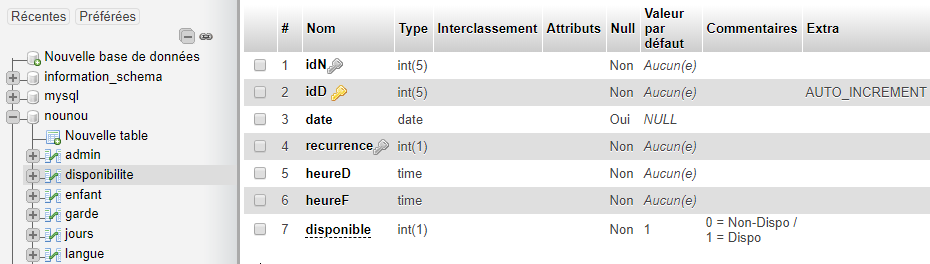 Récentes Préférées
Nouvelle base de données
information_schema
mysql
nounou
Nouvelle table
admin
disponibilite
enfant
garde
jours
langue
# Nom Type Interclassement Attributs Null Valeur par défaut Commentaires Extra
1 idN int(5) Non Aucun(e)
2 idD int(5) Non Aucun(e) AUTO_INCREMENT
3 date date Oui NULL
4 recurrence int(1) Non Aucun(e)
5 heureD time Non Aucun(e)
6 heureF time Non Aucun(e)
7 disponible int(1) Non 1 0 = Non-Dispo /
1 = Dispo